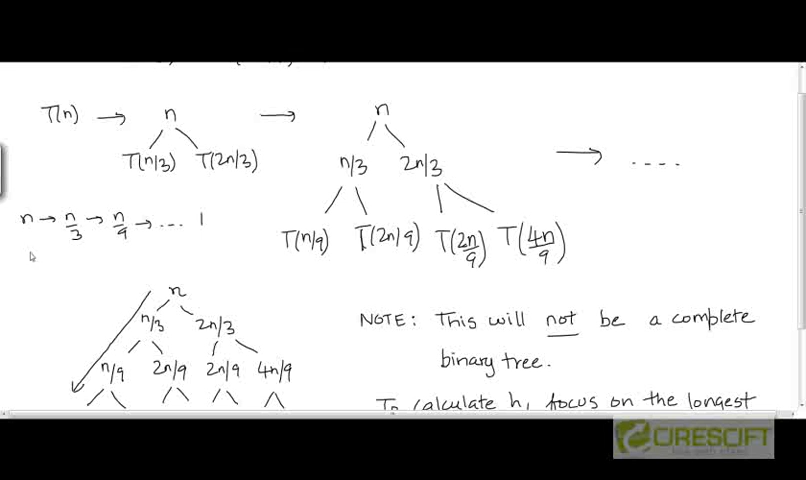 T(n) → n → n
T(n/3) T(2n/3) n/3 2n/3 → ....
n → n/3 → n/9 → ... 1
T(n/9) T(2n/9) T(2n/9) T(4n/9)
n
n/3 2n/3
n/9 2n/9 2n/9 4n/9
NOTE: This will not be a complete
binary tree.
To calculate h, focus on the longest
CIRESCIFT